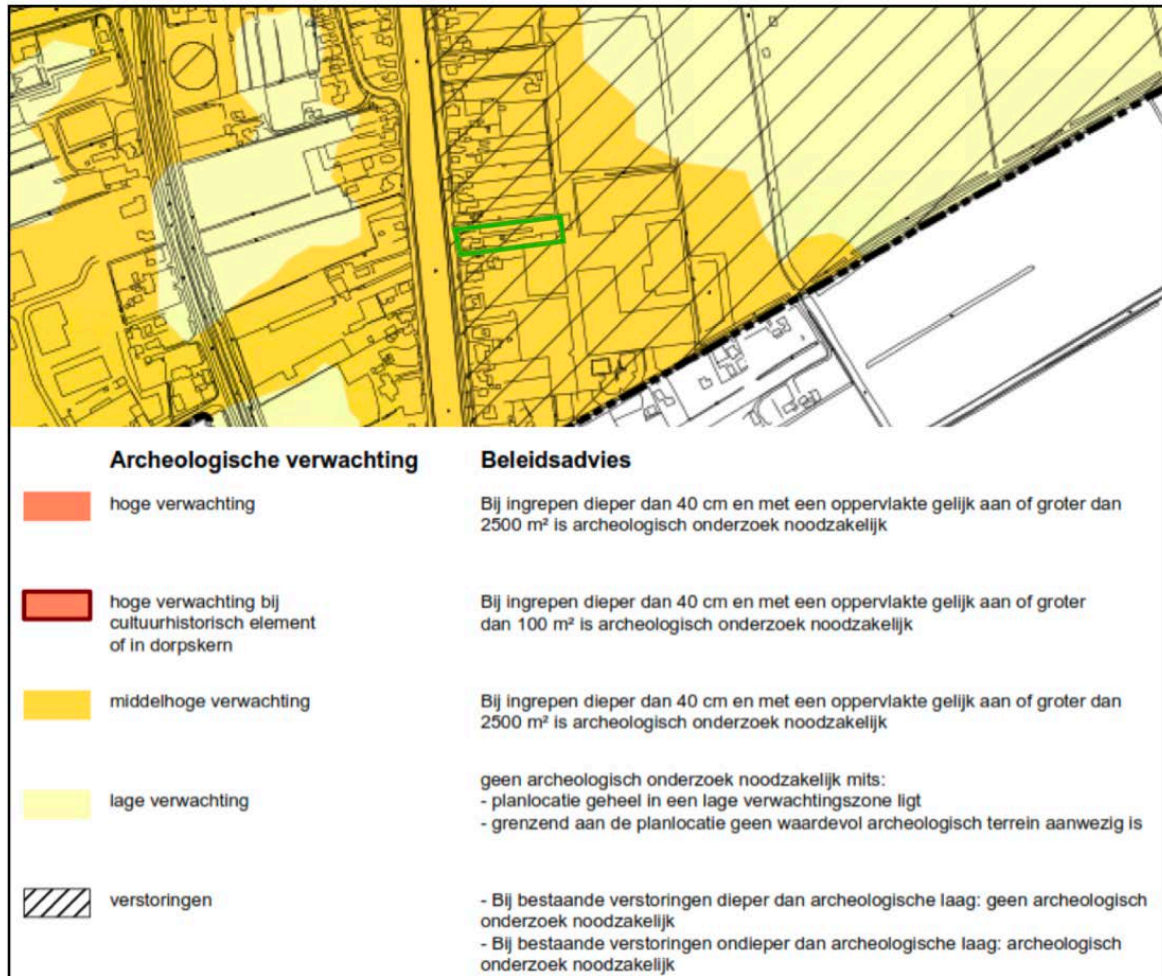 Archeologische verwachting
Beleidsadvies
hoge verwachting
Bij ingrepen dieper dan 40 cm en met een oppervlakte gelijk aan of groter dan
2500 m² is archeologisch onderzoek noodzakelijk
hoge verwachting bij
cultuurhistorisch element
of in dorpskern
Bij ingrepen dieper dan 40 cm en met een oppervlakte gelijk aan of groter
dan 100 m² is archeologisch onderzoek noodzakelijk
middelhoge verwachting
Bij ingrepen dieper dan 40 cm en met een oppervlakte gelijk aan of groter dan
2500 m² is archeologisch onderzoek noodzakelijk
lage verwachting
geen archeologisch onderzoek noodzakelijk mits:
- planlocatie geheel in een lage verwachtingszone ligt
- grenzend aan de planlocatie geen waardevol archeologisch terrein aanwezig is
verstoringen
- Bij bestaande verstoringen dieper dan archeologische laag: geen archeologisch
onderzoek noodzakelijk
- Bij bestaande verstoringen ondieper dan archeologische laag: archeologisch
onderzoek noodzakelijk